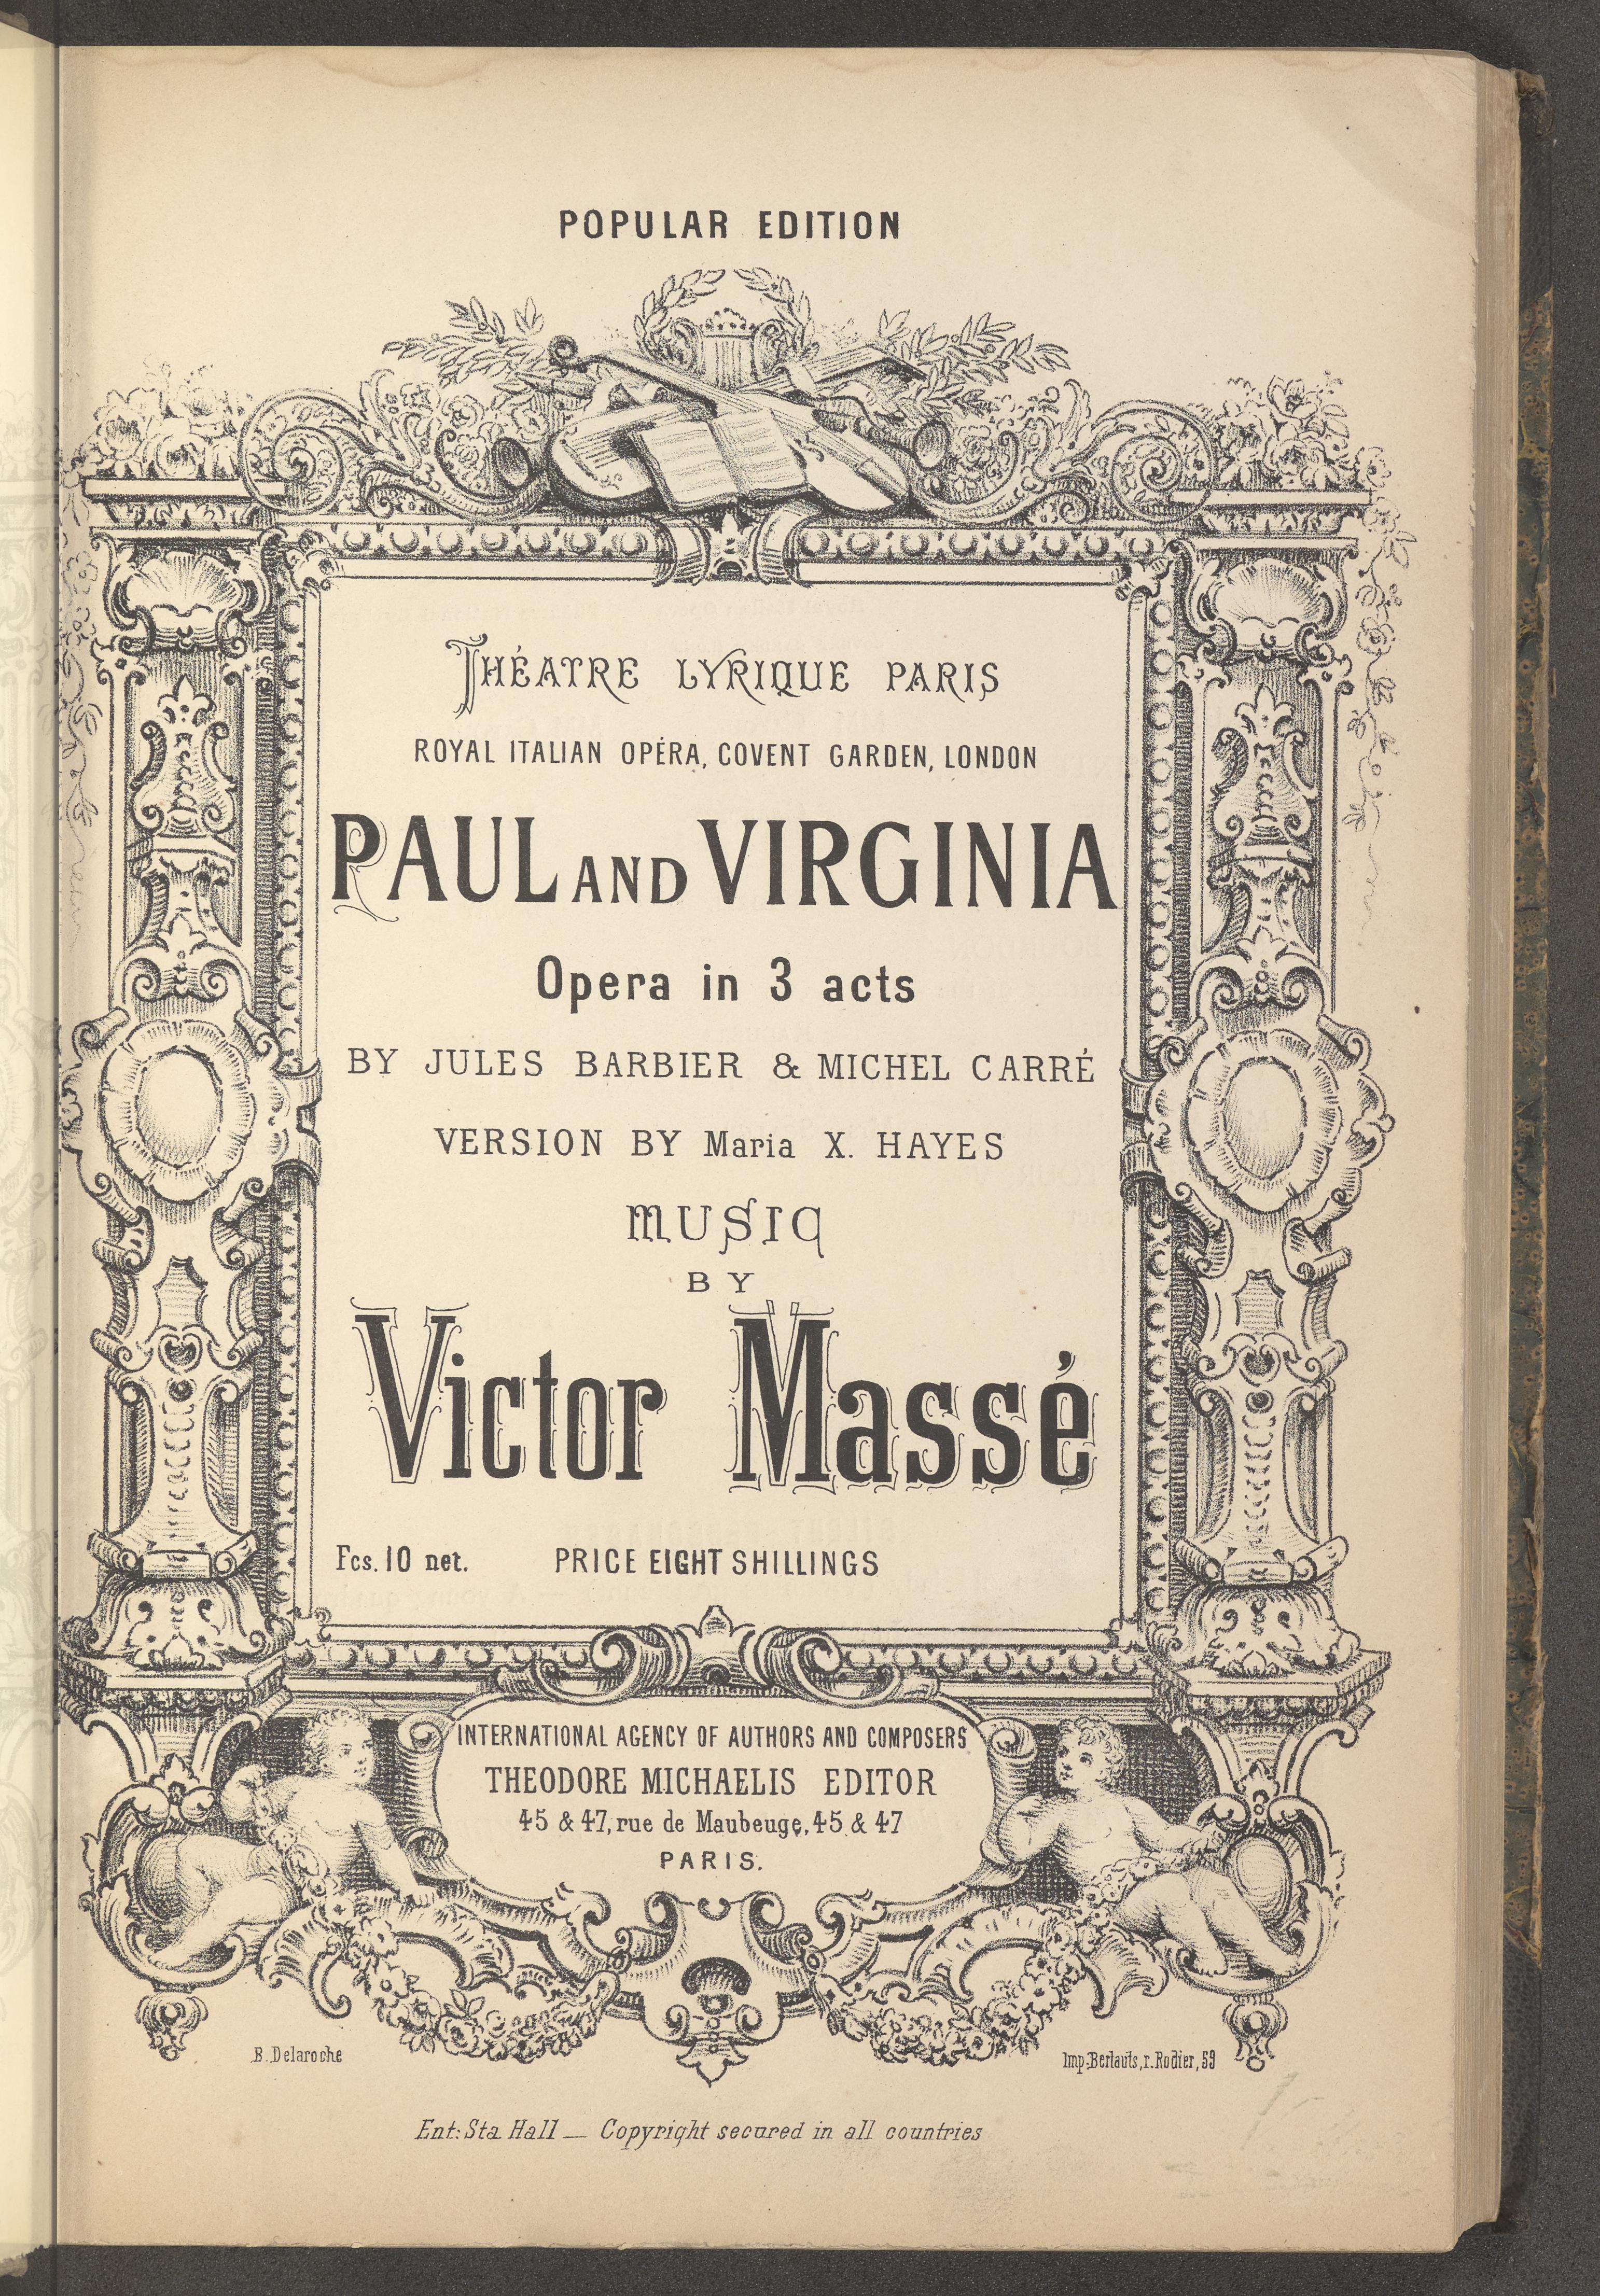 POPULAR EDITION
THÉATRE LYRIQUE PARIS
ROYAL ITALIAN OPÉRA, COVENT GARDEN, LONDON
PAUL AND VIRGINIA
Opera in 3 acts
BY JULES BARBIER & MICHEL CARRÉ
VERSION BY Maria X. HAYES
MUSIC
BY
Victor Massé
Fcs. 10 net. PRICE EIGHT SHILLINGS
INTERNATIONAL AGENCY OF AUTHORS AND COMPOSERS
THEODORE MICHAELIS EDITOR
45 & 47, rue de Maubeuge, 45 & 47
PARIS.
B. Delaroche Imp. Bertauts, r. Rodier, 59
Ent: Sta Hall — Copyright secured in all countries